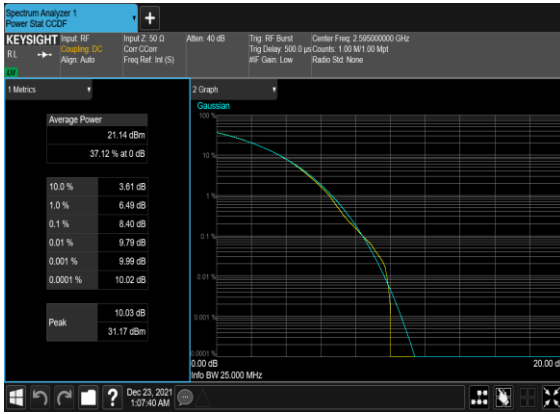 Spectrum Analyzer 1
Power Stat CCDF
KEYSIGHT
RL
LV
Input: RF
Coupling: DC
Align: Auto
Input Z: 50 Ω
Corr CCorr
Freq Ref: Int (S)
Atten: 40 dB
Trig: RF Burst
Trig Delay: 500.0 µs
#IF Gain: Low
Center Freq: 2.595000000 GHz
Counts: 1.00 M/1.00 Mpt
Radio Std: None
1 Metrics
Average Power
21.14 dBm
37.12 % at 0 dB
10.0 % 3.61 dB
1.0 % 6.49 dB
0.1 % 8.40 dB
0.01 % 9.79 dB
0.001 % 9.99 dB
0.0001 % 10.02 dB
Peak
10.03 dB
31.17 dBm
2 Graph
Gaussian
100 %
10 %
1 %
0.1 %
0.01 %
0.001 %
0.0001 %
0.00 dB
20.00 d
Info BW 25.000 MHz
?
Dec 23, 2021
1:07:40 AM